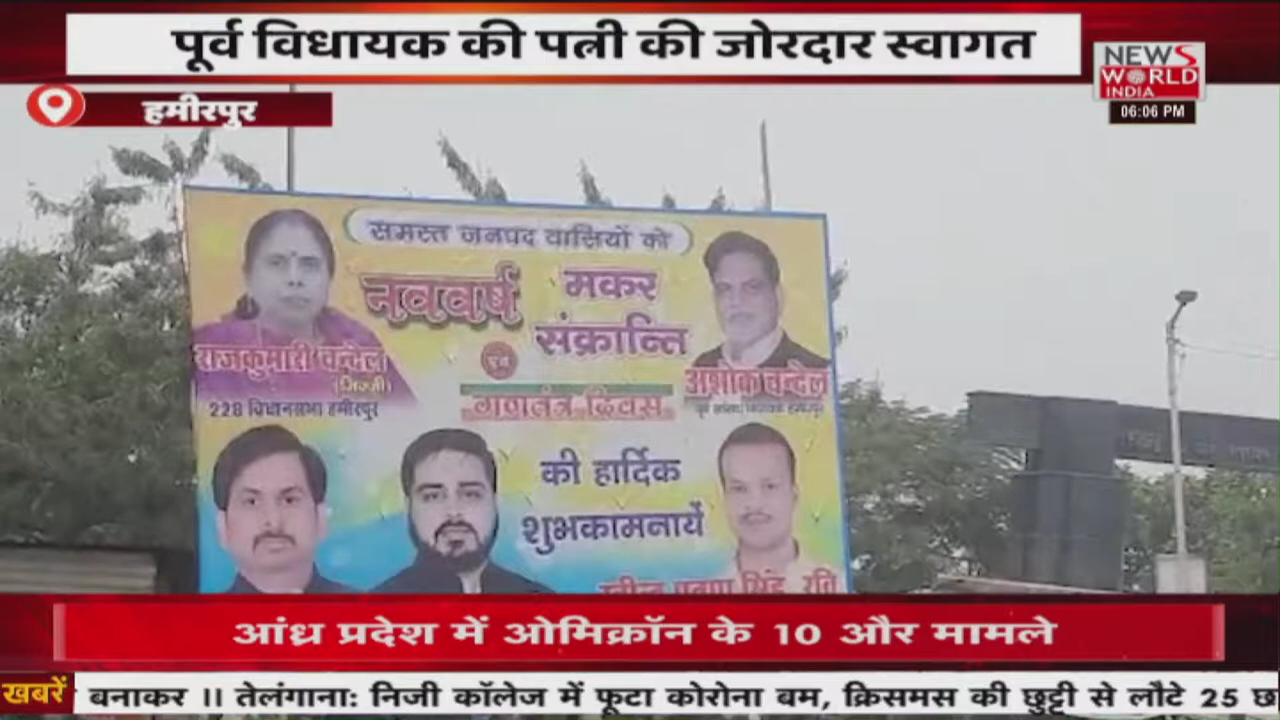 पूर्व विधायक की पत्नी की जोरदार स्वागत
NEWS
WORLD
INDIA
06:06 PM
हमीरपुर
समस्त जनपद वासियों को
नववर्ष
मकर
संक्रान्ति
एवं
गणतंत्र दिवस
राजकुमारी चन्देल
228 विधानसभा हमीरपुर
अशोक चन्देल
की हार्दिक
शुभकामनायें
आंध्र प्रदेश में ओमिक्रॉन के 10 और मामले
खबरें
बनाकर || तेलंगाना: निजी कॉलेज में फूटा कोरोना बम, क्रिसमस की छुट्टी से लौटे 25